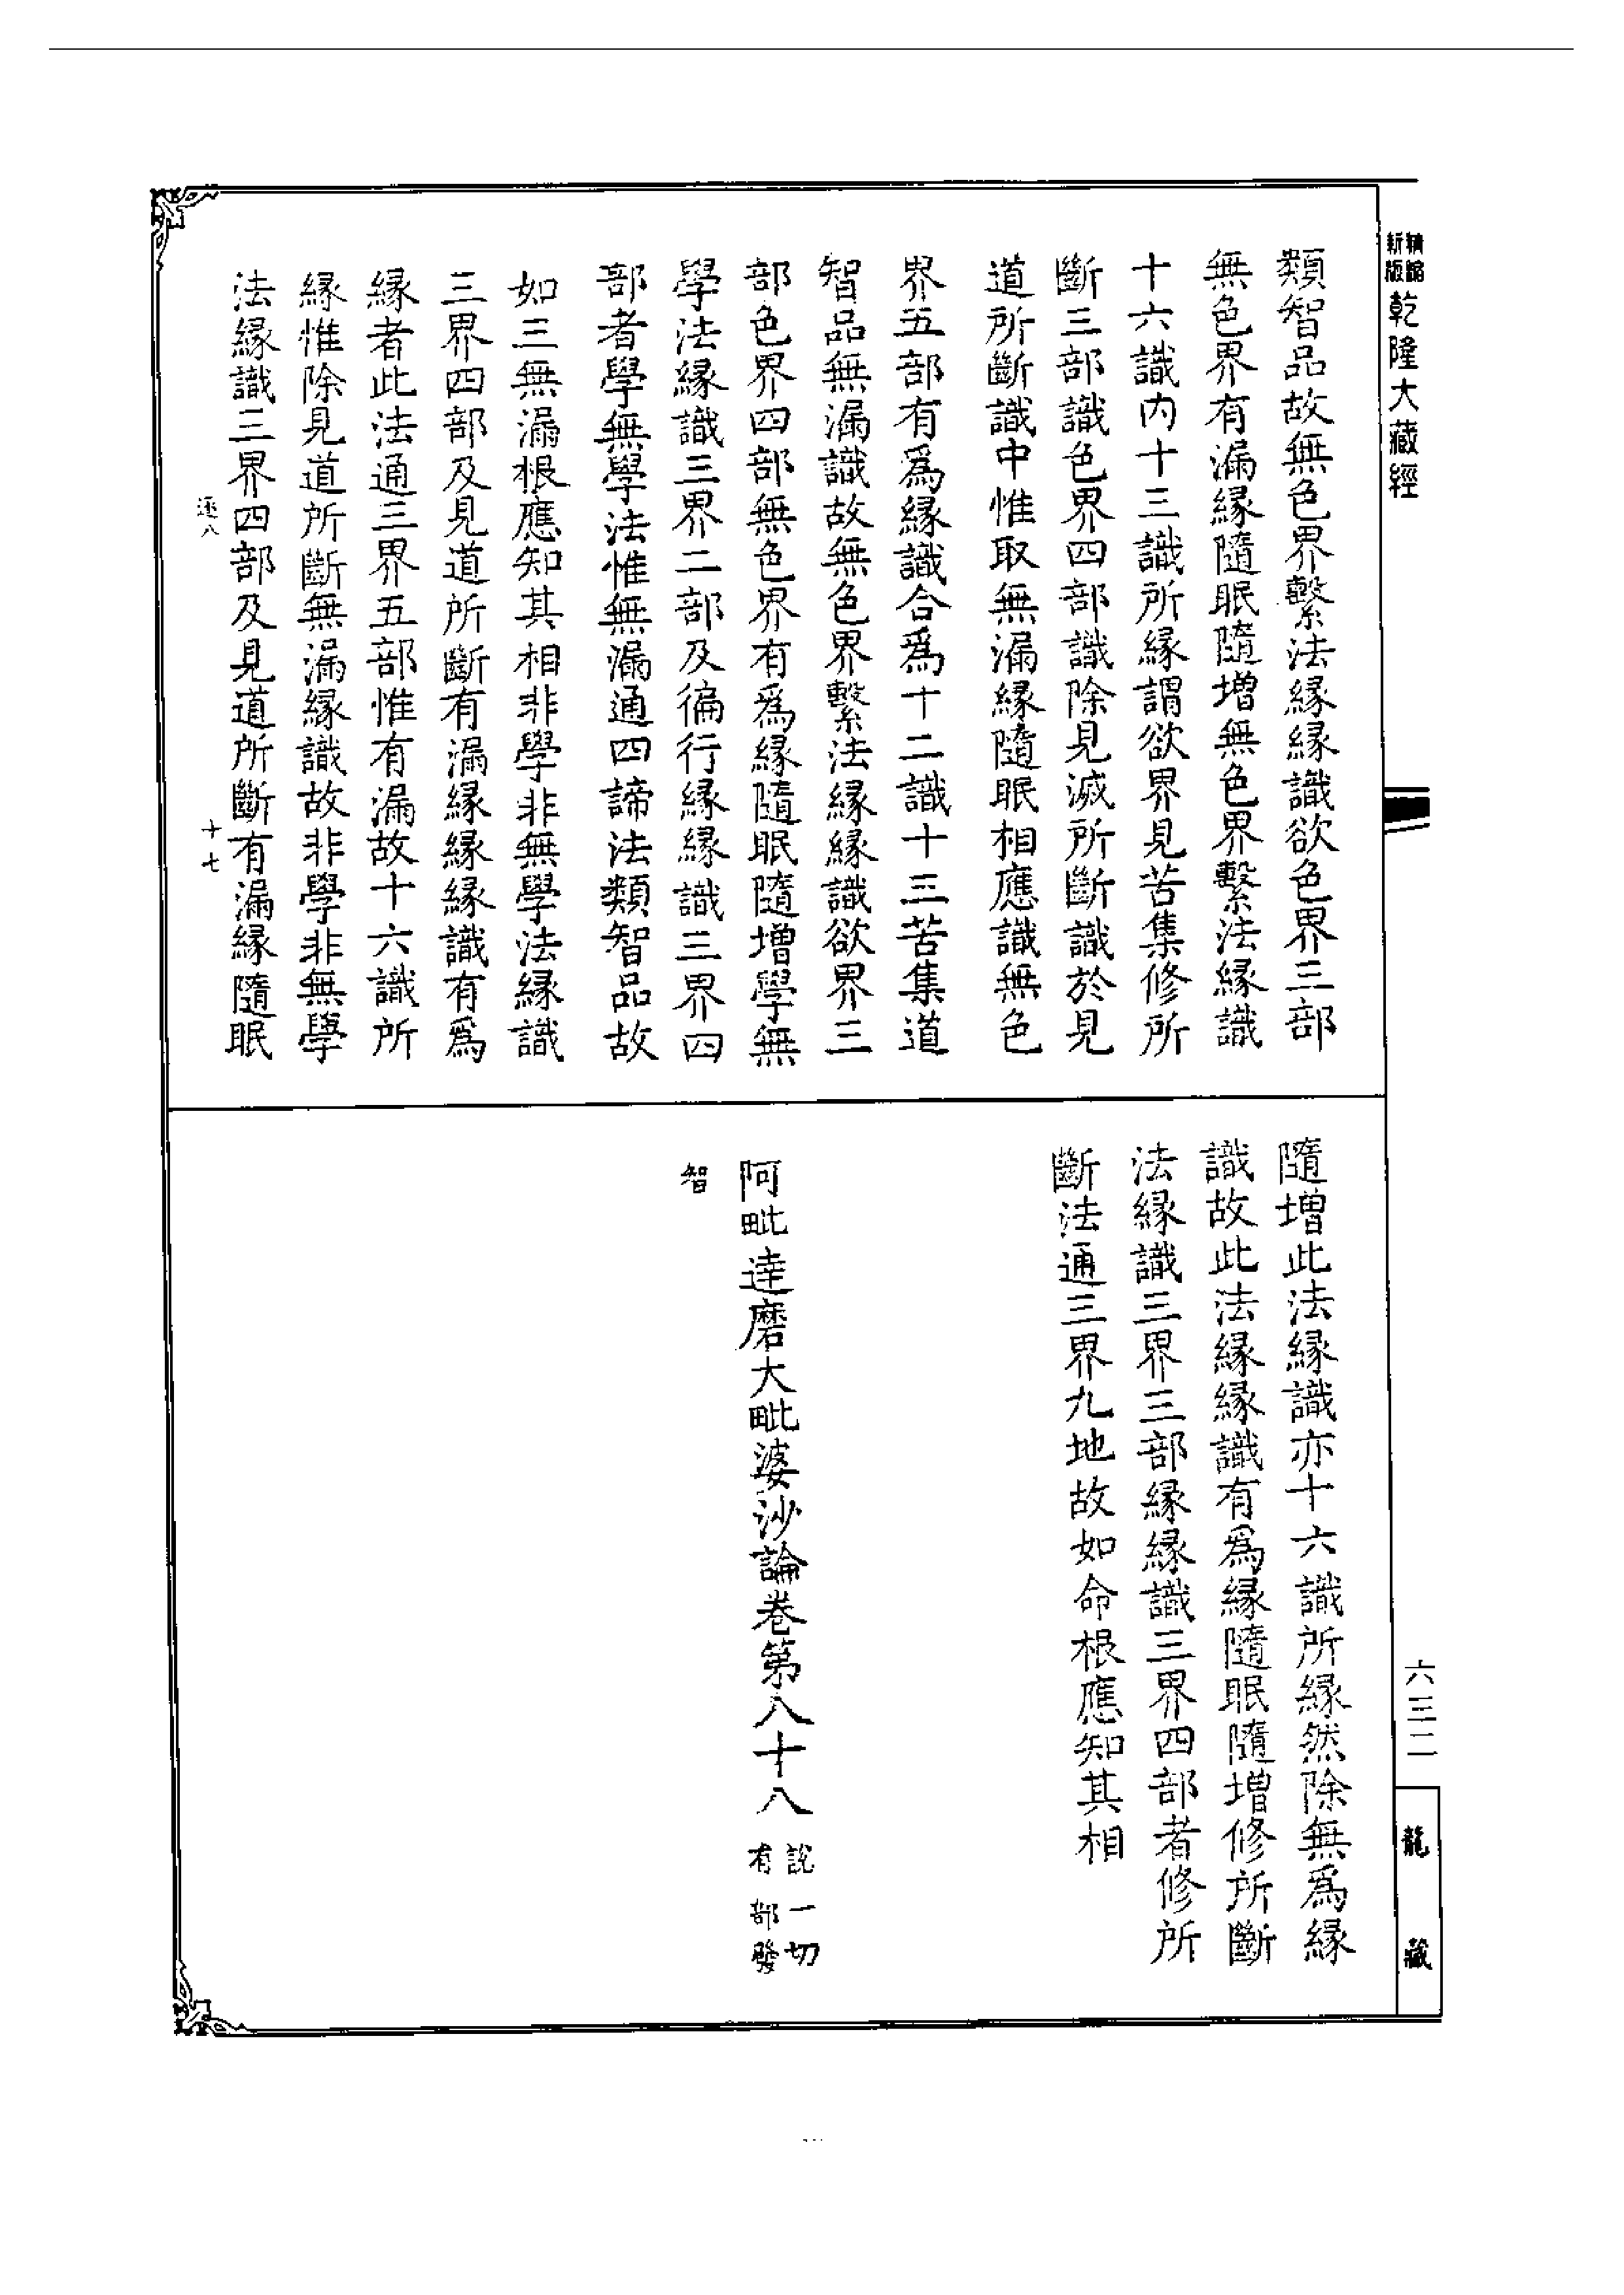 精縮
新版
乾隆大藏經
類智品故無色界繫法緣緣識欲色界三部
無色界有漏緣隨眠隨增無色界繫法緣識
十六識内十三識所緣謂欲界見苦集修所
斷三部識色界四部識除見滅所斷識於見
道所斷識中惟取無漏緣隨眠相應識無色
界五部有爲緣識合爲十二識十三苦集道
智品無漏識故無色界繫法緣緣識欲界三
部色界四部無色界有爲緣隨眠隨增學無
學法緣識三界二部及徧行緣緣識三界四
部者學無學法惟無漏通四諦法類智品故
如三無漏根應知其相非學非無學法緣識
三界四部及見道所斷有漏緣緣識有爲
緣者此法通三界五部惟有漏故十六識所
緣惟除見道所斷無漏緣識故非學非無學
法緣識三界四部及見道所斷有漏緣隨眠
逐八
十七
隨增此法緣識亦十六識所緣然除無爲緣
識故此法緣緣識有爲緣隨眠隨增修所斷
法緣識三界三部緣緣識三界四部者修所
斷法通三界九地故如命根應知其相
阿毗達磨大毗婆沙論卷第八十八
說一切
有部發
智
六三二
龍藏